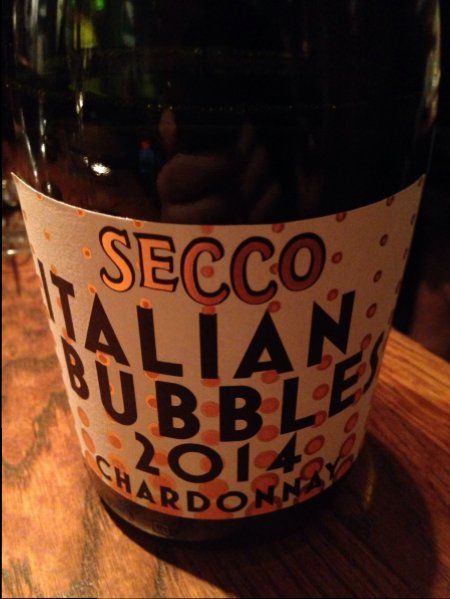 SECCO
ITALIAN
BUBBLES
2014
CHARDONNAY